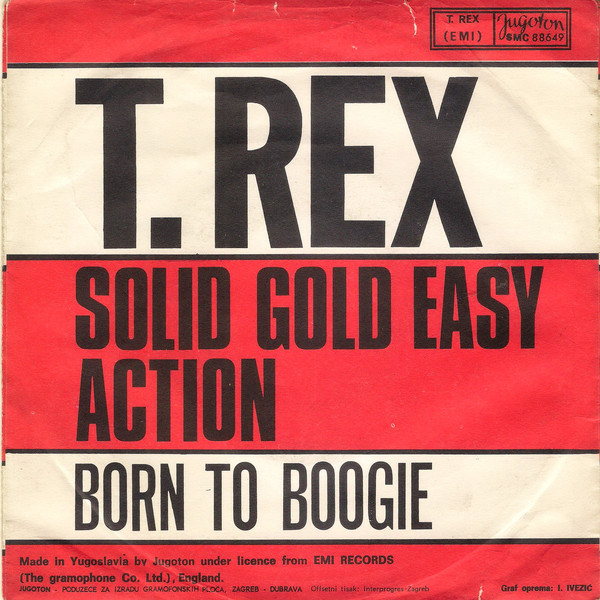 T. REX
(EMI)
Jugoton
SMC 88649
T. REX
SOLID GOLD EASY
ACTION
BORN TO BOOGIE
Made in Yugoslavia by Jugoton under licence from EMI RECORDS
(The gramophone Co. Ltd.), England.
JUGOTON - PODUZEĆE ZA IZRADU GRAMOFONSKIH PLOČA, ZAGREB - DUBRAVA Offsetni tisak: Interprogres-Zagreb
Graf oprema: I. IVEZIĆ